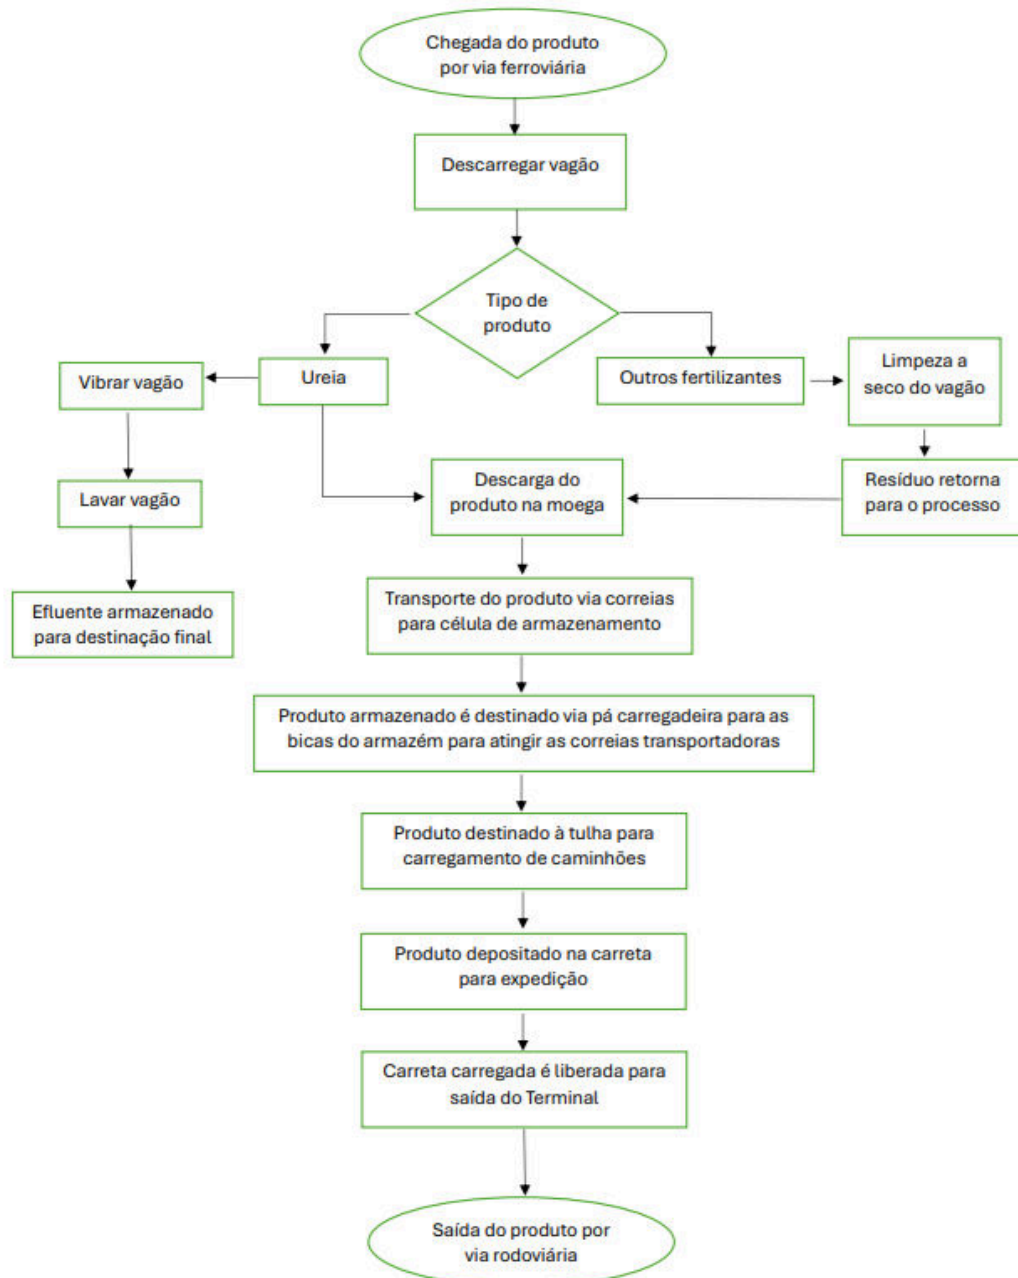 Chegada do produto
por via ferroviária
Descarregar vagão
Tipo de
produto
Vibrar vagão
Ureia
Outros fertilizantes
Limpeza a
seco do vagão
Lavar vagão
Descarga do
produto na moega
Resíduo retorna
para o processo
Efluente armazenado
para destinação final
Transporte do produto via correias
para célula de armazenamento
Produto armazenado é destinado via pá carregadeira para as
bicas do armazém para atingir as correias transportadoras
Produto destinado à tulha para
carregamento de caminhões
Produto depositado na carreta
para expedição
Carreta carregada é liberada para
saída do Terminal
Saída do produto por
via rodoviária